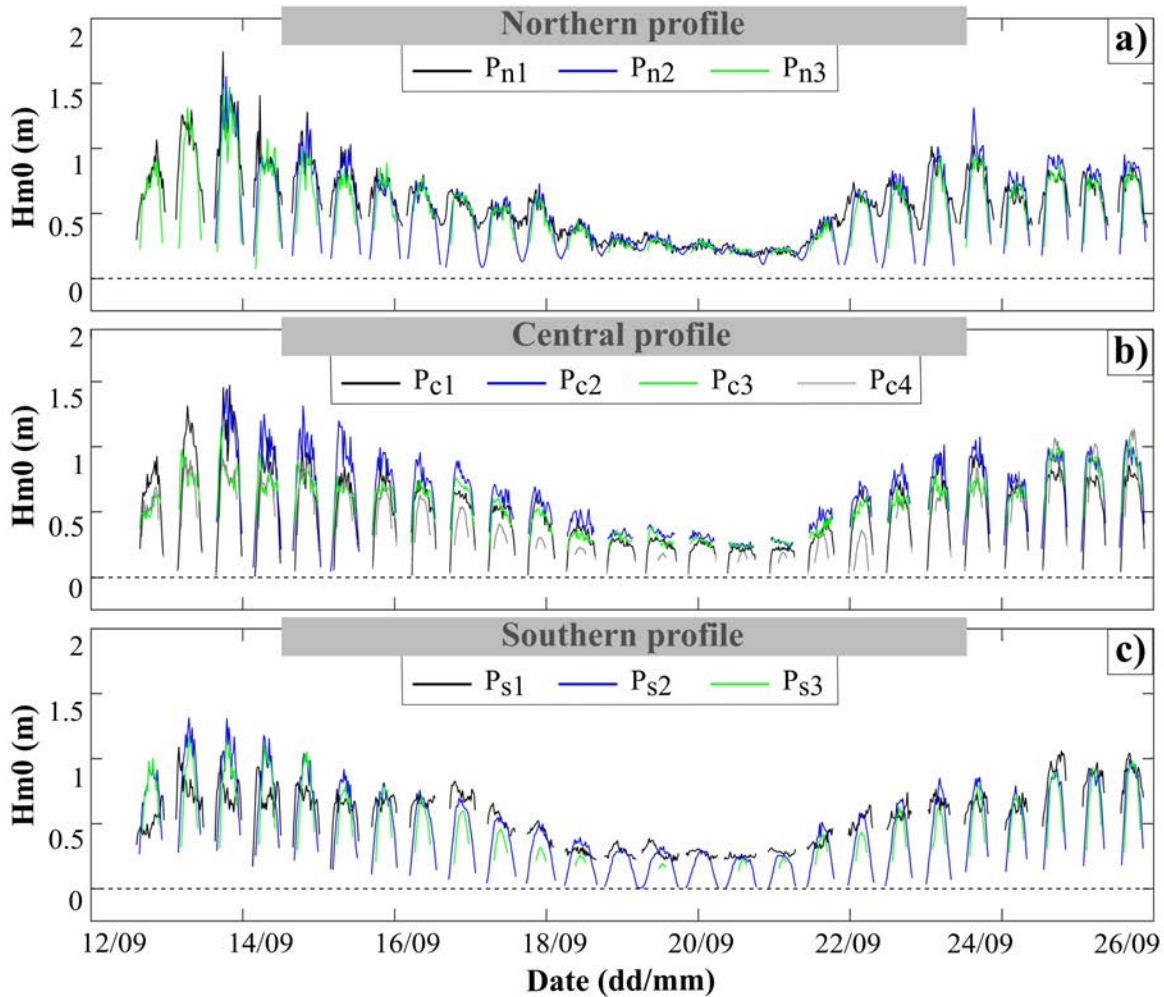 Northern profile
a)
Pn1 Pn2 Pn3
2
1.5
1
0.5
0
Hm0 (m)
Central profile
b)
Pc1 Pc2 Pc3 Pc4
2
1.5
1
0.5
0
Hm0 (m)
Southern profile
c)
Ps1 Ps2 Ps3
2
1.5
1
0.5
0
Hm0 (m)
12/09 14/09 16/09 18/09 20/09 22/09 24/09 26/09
Date (dd/mm)